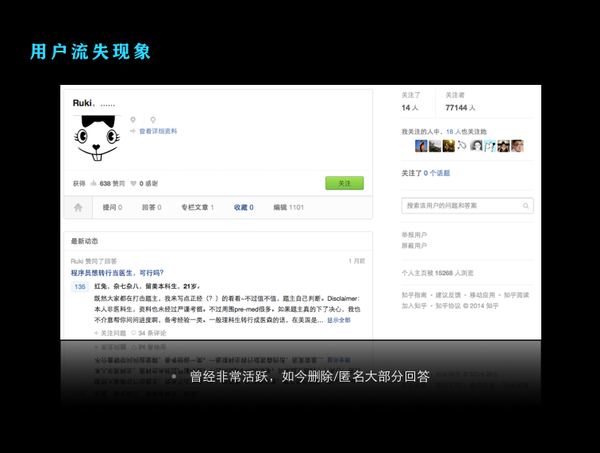 用户流失现象
Ruki，......
查看详细资料
获得 638 赞同 0 感谢
关注
提问 0 回答 0 专栏文章 1 收藏 0 编辑 1101
最新动态
Ruki 赞同了回答 1 月前
程序员想转行当医生，可行吗？
135 红兔，杂七杂八，留美本科生，21岁。
既然大家都在打击题主，我来写点正经（？）的看看~不过值不值，题主自己判断。Disclaimer：
本人非医科生，资料也未经过严谨考据。不过周围pre-med很多。如果题主真的下了决心，我也
不介意帮你问问进度啊，备考经验一类。一般理科生转行成医森的话，在美国是... 显示全部
关注问题 34 条评论
关注了 关注者
14 人 77144 人
我关注的人中，18 人也关注她
关注了 0 个话题
搜索该用户的问题和答案
举报用户
屏蔽用户
个人主页被 15268 人浏览
知乎指南 • 建议反馈 • 移动应用 • 知乎阅读
加入知乎 • 知乎协议 © 2014 知乎
曾经非常活跃，如今删除/匿名大部分回答